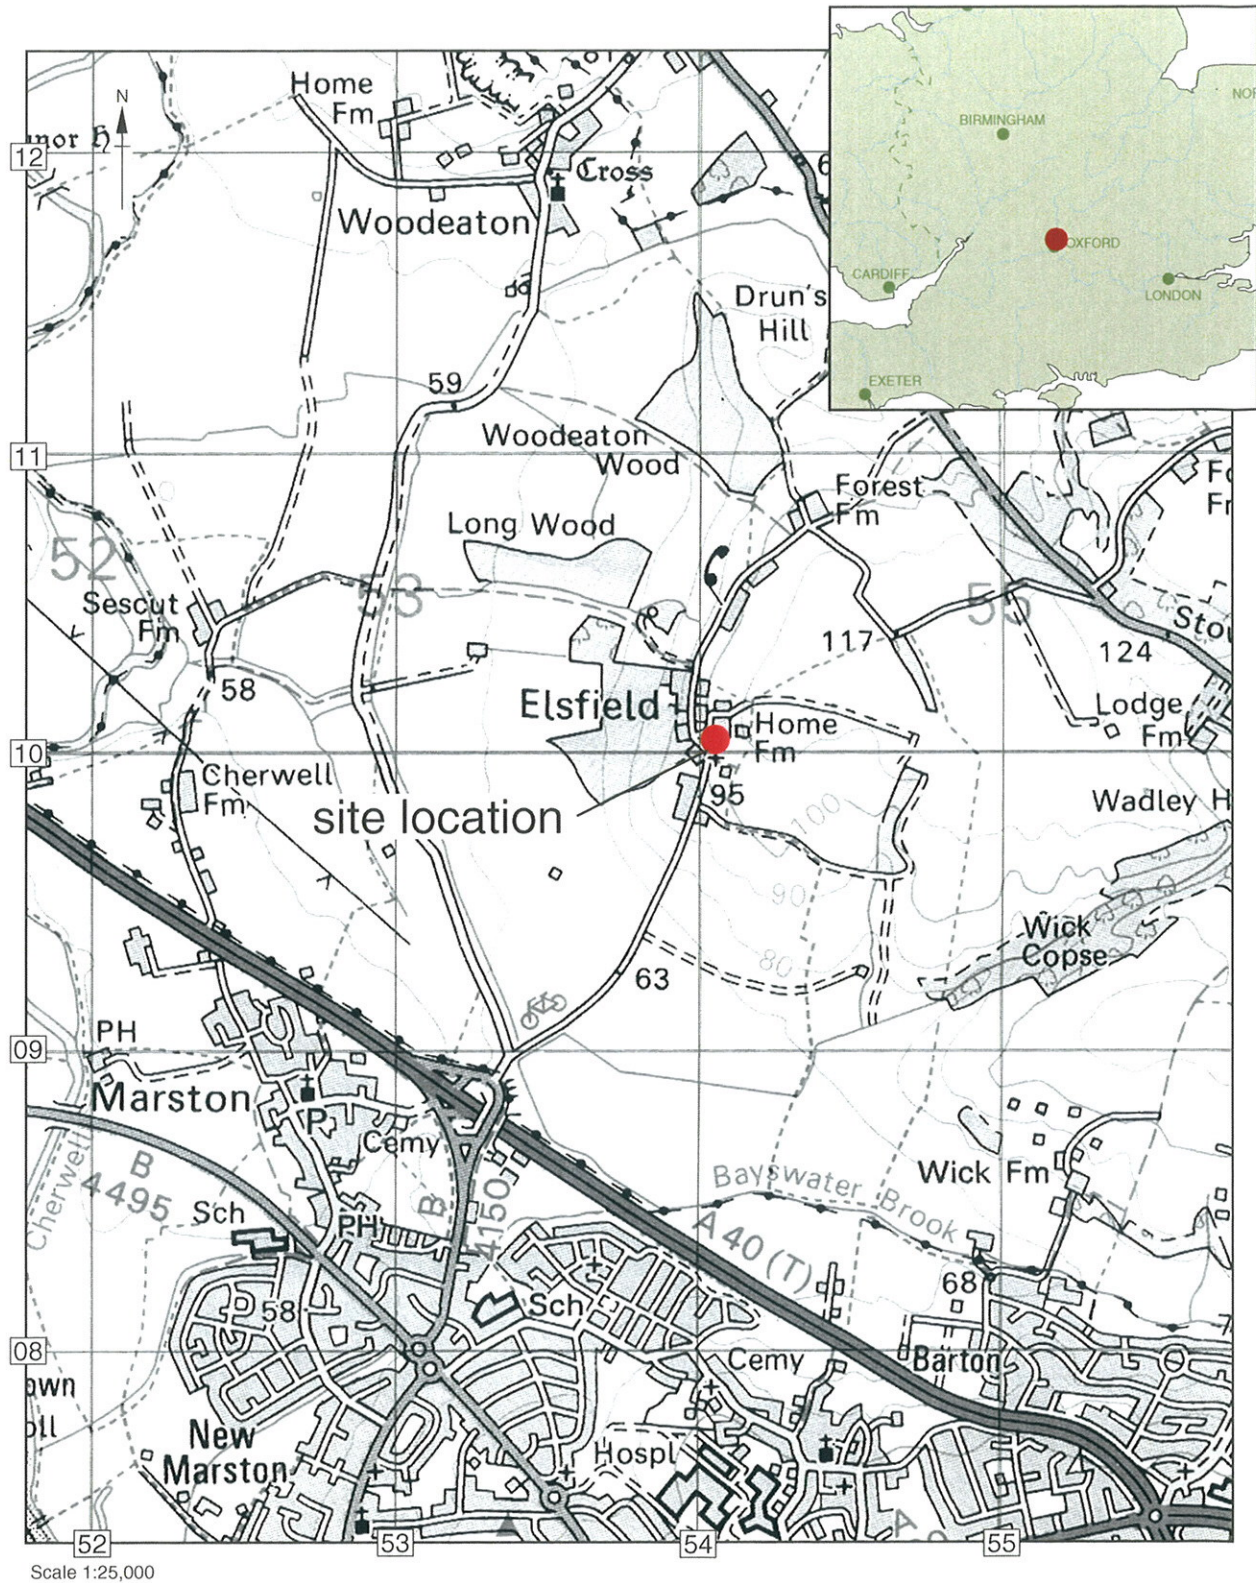 N
Home
Fm
12
Cross
Woodeaton
BIRMINGHAM
OXFORD
CARDIFF
LONDON
EXETER
Drun's
Hill
59
Woodeaton
Wood
11
Forest
Fm
Long Wood
52
53
55
Sescut
Fm
58
117
124
Elsfield
Home
Fm
Lodge
Fm
10
Cherwell
Fm
site location
95
100
90
80
Wadley H
Wick
Copse
63
PH
09
Marston
P
Cemy
B
4495
Cherwell
B
4150
Bayswater Brook
Wick Fm
A 40 (T)
Sch
PH
68
58
Sch
08
Cemy
Barton
New
Marston
Hospl
52
53
54
55
Scale 1:25,000